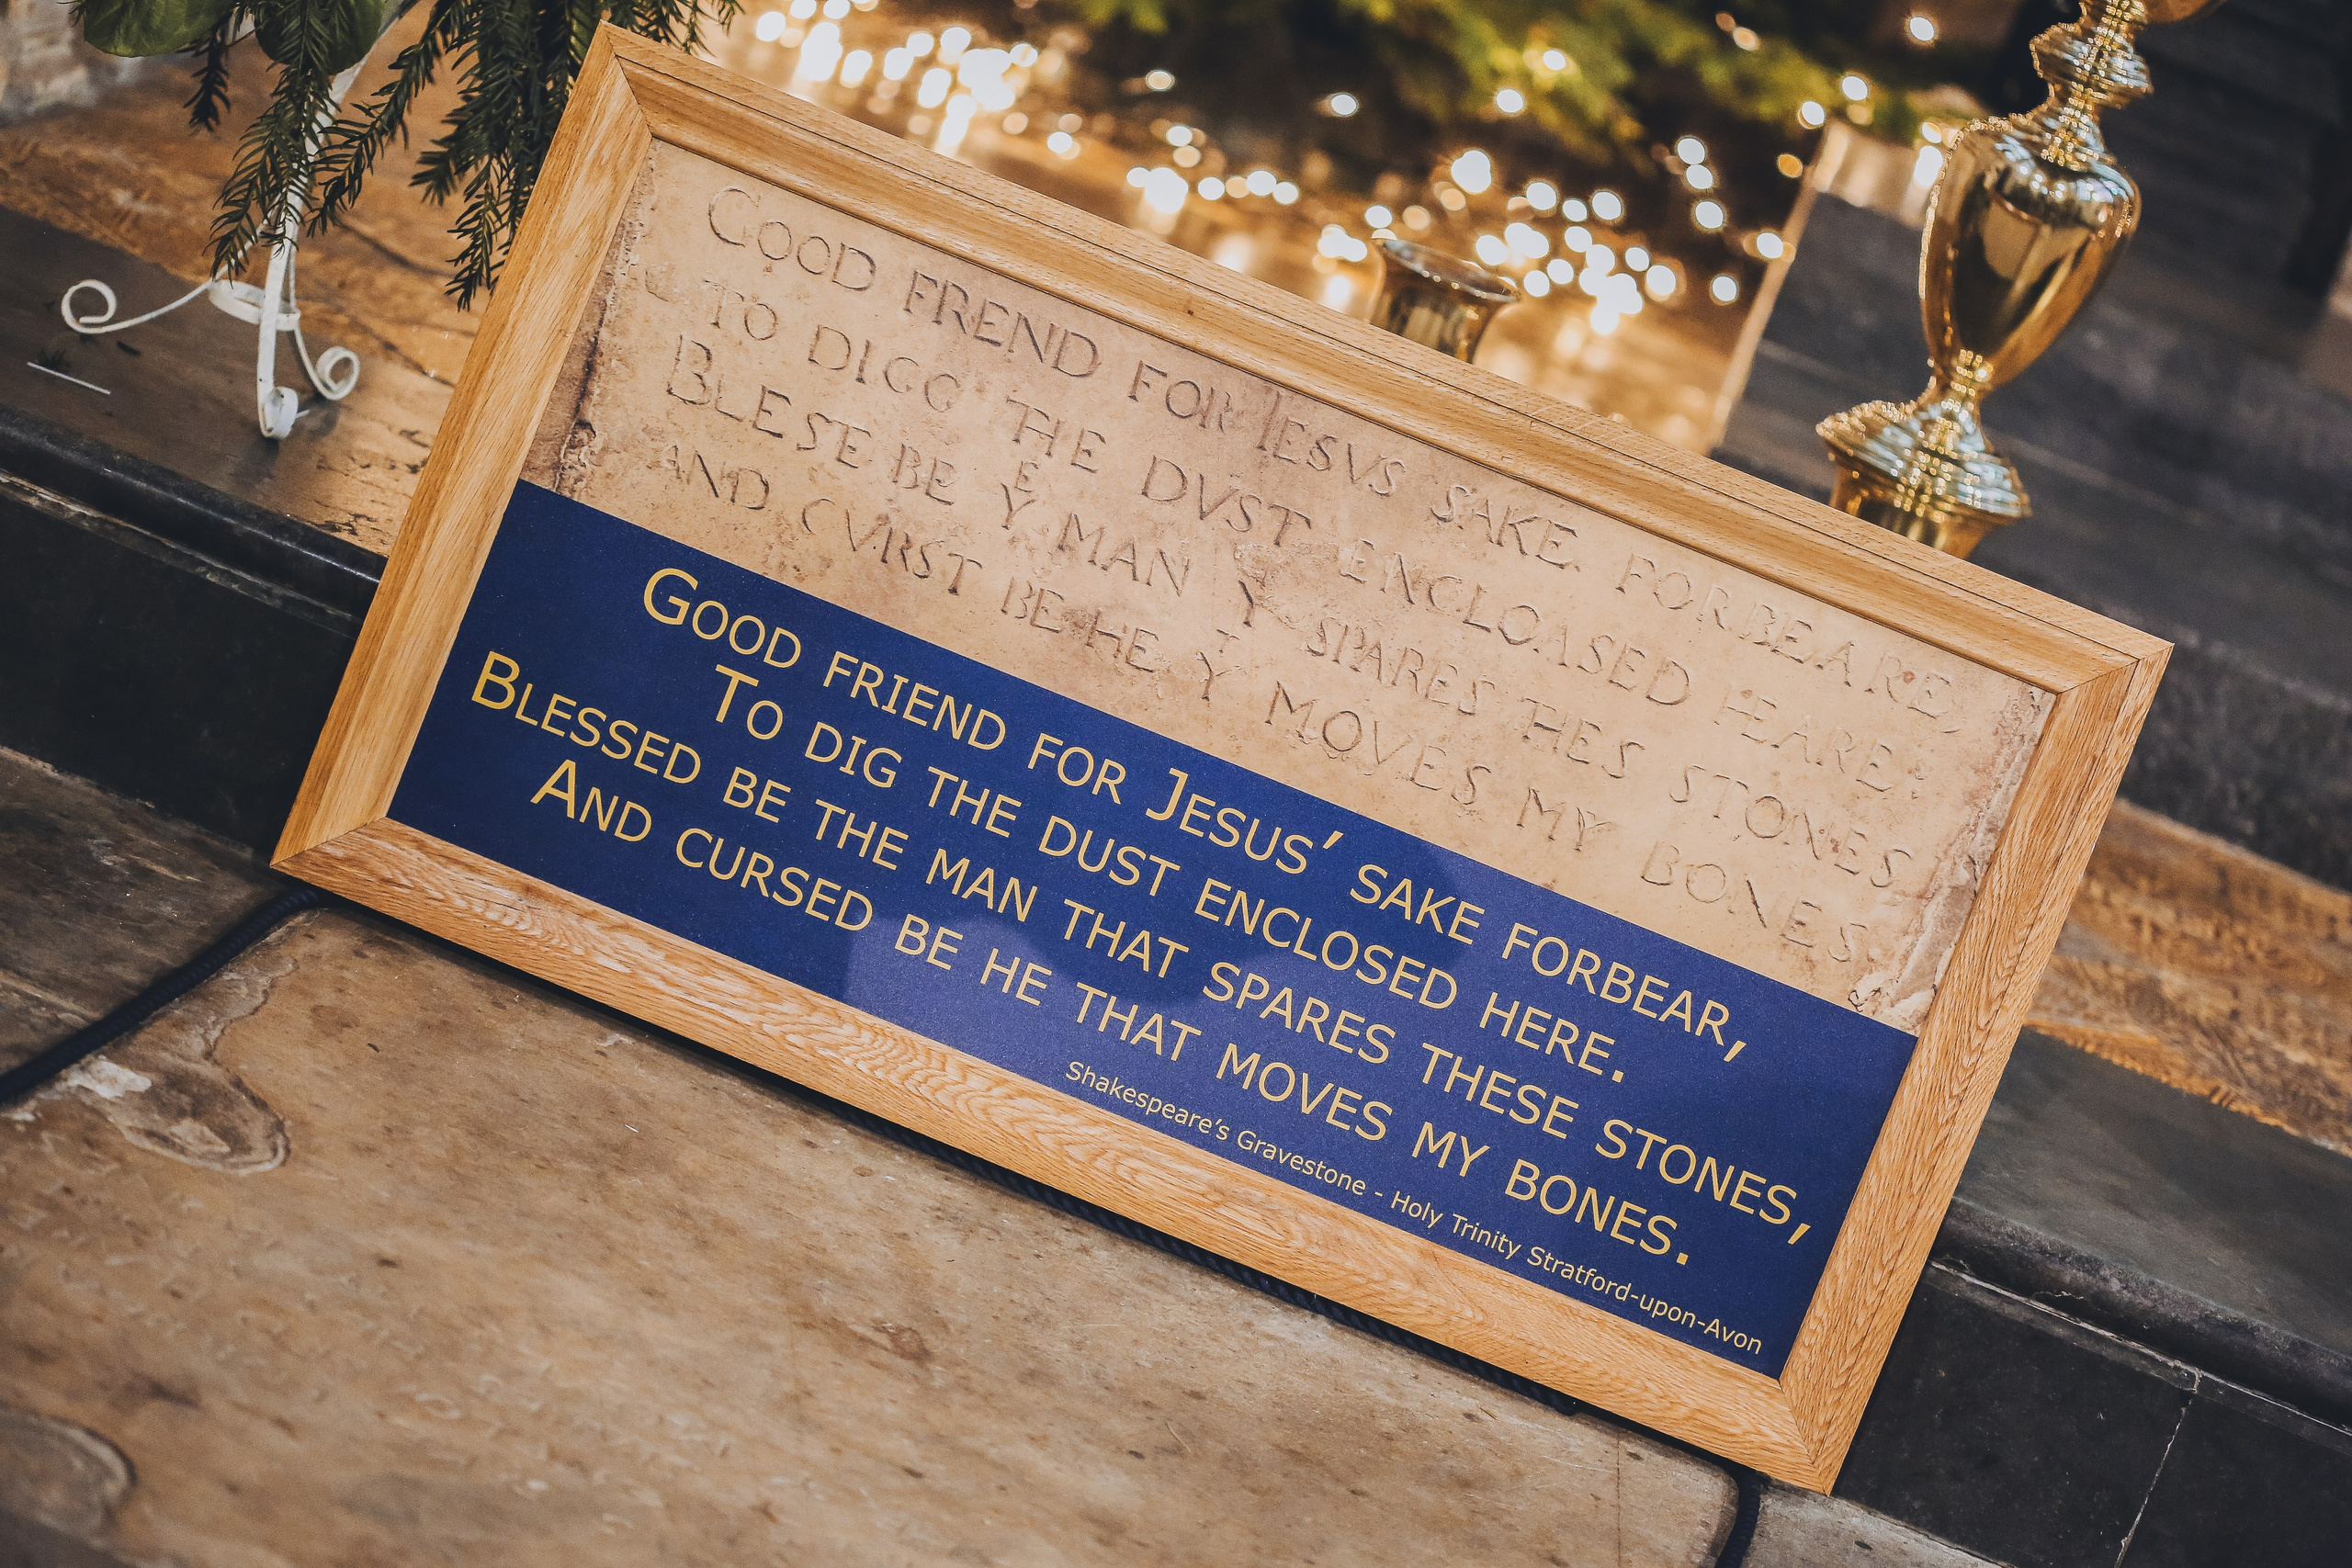 GOOD FREND FOR IESVS SAKE FORBEARE,
TO DIGG THE DVST ENCLOASED HEARE:
BLESE BE Yᴱ MAN Yᵀ SPARES THES STONES
AND CVRST BE HE Yᵀ MOVES MY BONES.
GOOD FRIEND FOR JESUS’ SAKE FORBEAR,
TO DIG THE DUST ENCLOSED HERE.
BLESSED BE THE MAN THAT SPARES THESE STONES,
AND CURSED BE HE THAT MOVES MY BONES.
Shakespeare’s Gravestone - Holy Trinity Stratford-upon-Avon